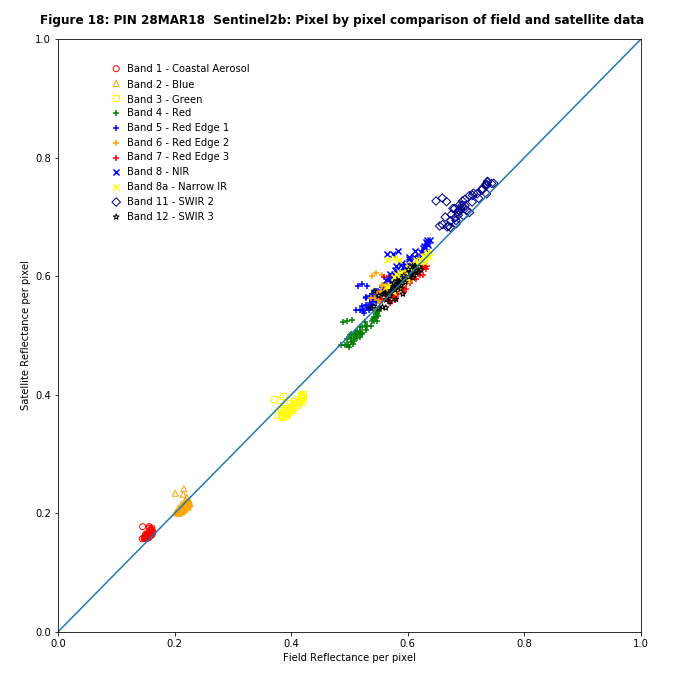 Figure 18: PIN 28MAR18  Sentinel2b: Pixel by pixel comparison of field and satellite data
1.0
0.8
0.6
0.4
0.2
0.0
Satellite Reflectance per pixel
Band 1 - Coastal Aerosol
Band 2 - Blue
Band 3 - Green
Band 4 - Red
Band 5 - Red Edge 1
Band 6 - Red Edge 2
Band 7 - Red Edge 3
Band 8 - NIR
Band 8a - Narrow IR
Band 11 - SWIR 2
Band 12 - SWIR 3
0.0 0.2 0.4 0.6 0.8 1.0
Field Reflectance per pixel